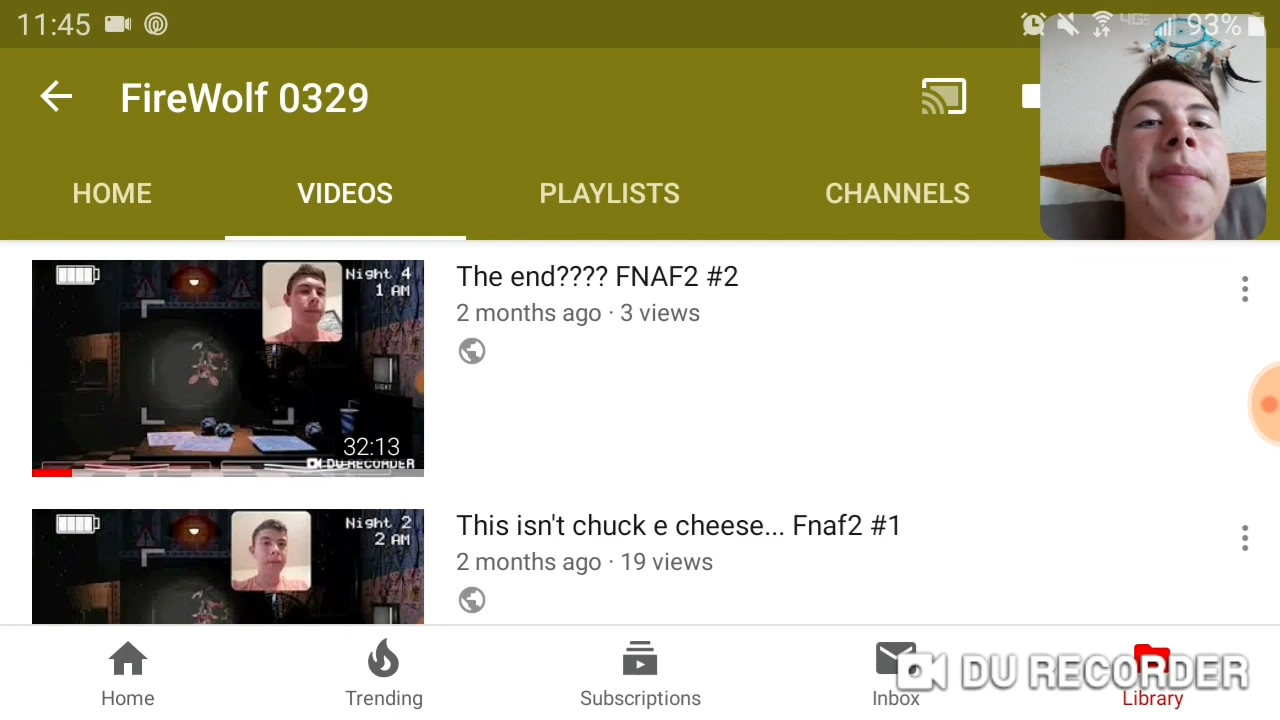 11:45
4GE 93%
FireWolf 0329
HOME VIDEOS PLAYLISTS CHANNELS
Night 4
1 AM
32:13
DU RECORDER
The end???? FNAF2 #2
2 months ago · 3 views
Night 2
2 AM
This isn't chuck e cheese... Fnaf2 #1
2 months ago · 19 views
Home Trending Subscriptions Inbox Library
DU RECORDER